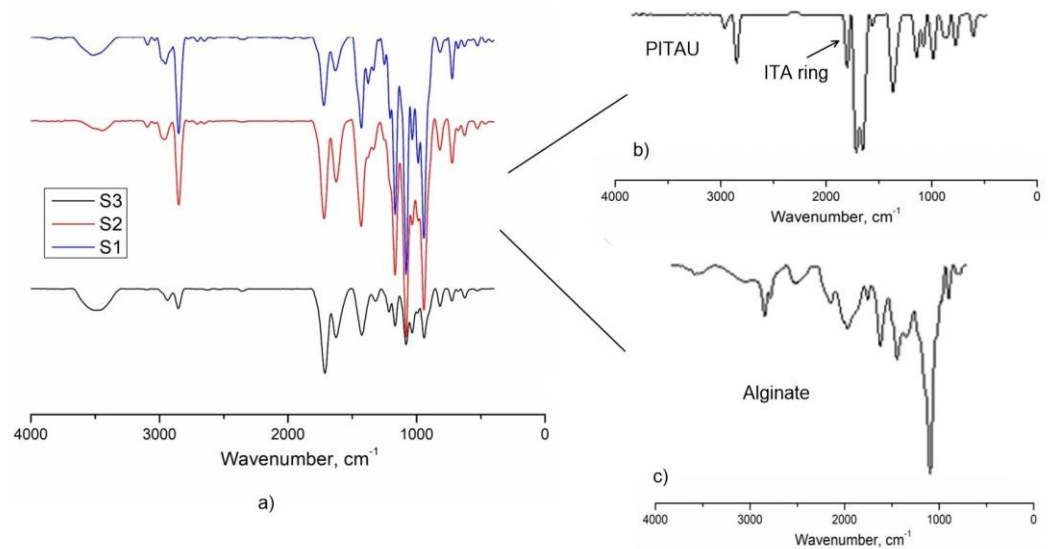 S3
S2
S1
4000 3000 2000 1000 0
Wavenumber, cm-1
a)
PITAU
ITA ring
b)
4000 3000 2000 1000 0
Wavenumber, cm-1
Alginate
c)
4000 3000 2000 1000 0
Wavenumber, cm-1